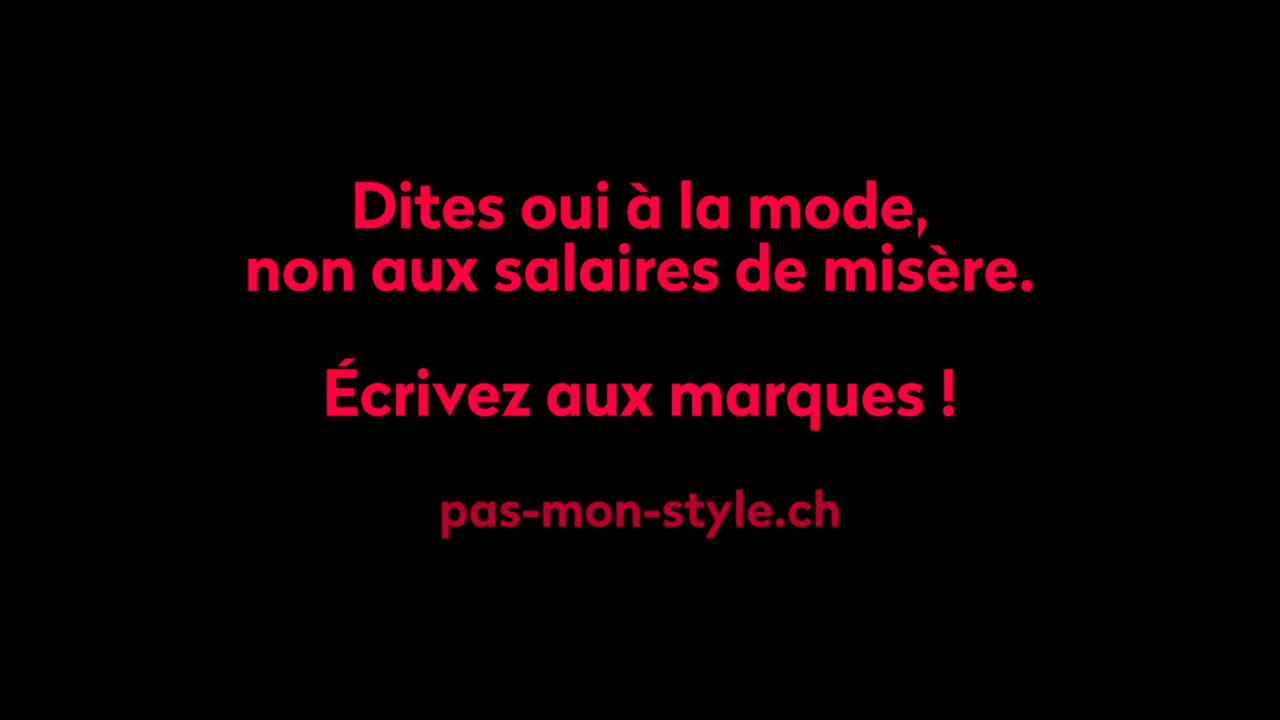 Dites oui à la mode,
non aux salaires de misère.
Écrivez aux marques !
pas-mon-style.ch